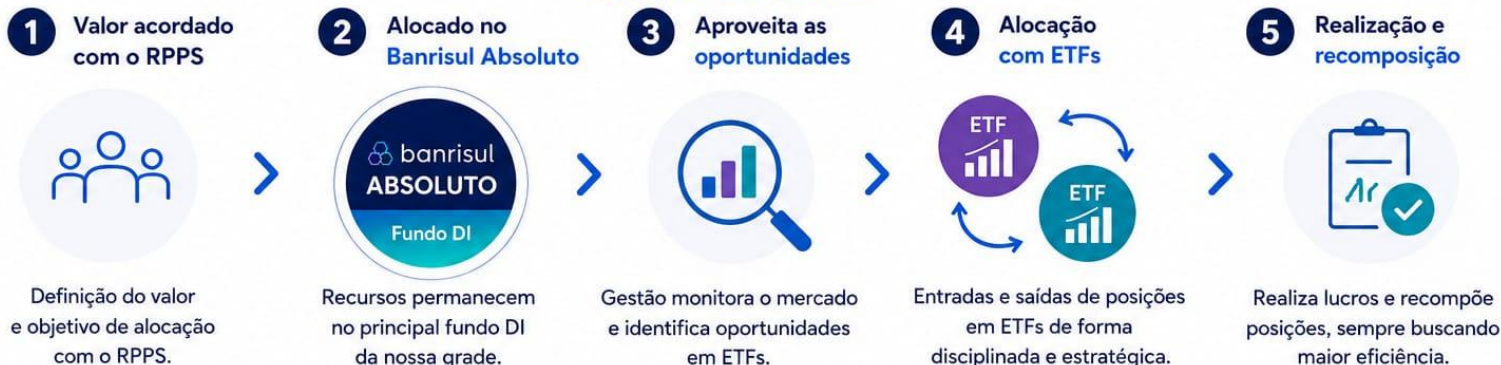 1
Valor acordado
com o RPPS
Definição do valor
e objetivo de alocação
com o RPPS.
2
Alocado no
Banrisul Absoluto
banrisul
ABSOLUTO
Fundo DI
Recursos permanecem
no principal fundo DI
da nossa grade.
3
Aproveita as
oportunidades
Gestão monitora o mercado
e identifica oportunidades
em ETFs.
4
Alocação
com ETFs
ETF
ETF
Entradas e saídas de posições
em ETFs de forma
disciplinada e estratégica.
5
Realização e
recomposição
Realiza lucros e recompõe
posições, sempre buscando
maior eficiência.